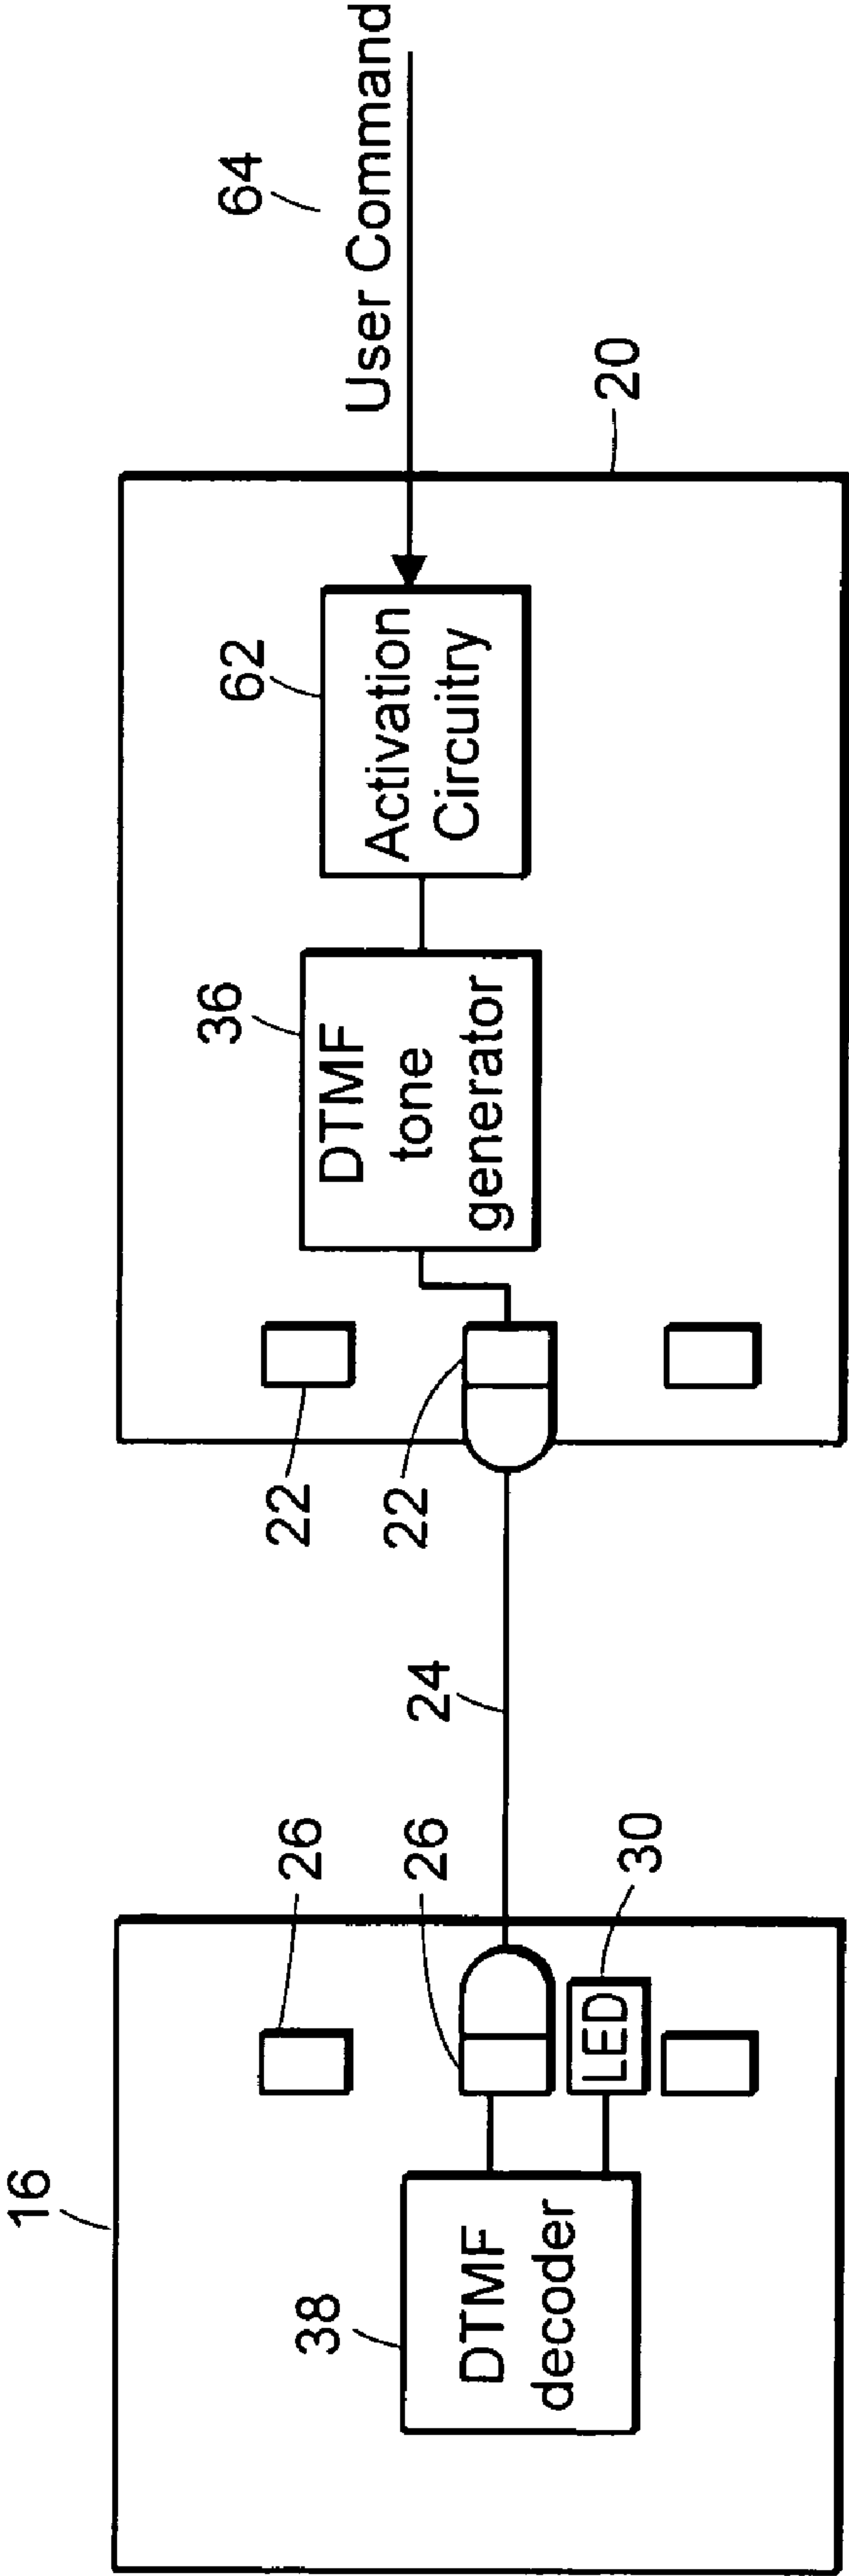 16
26
26
30
LED
38
DTMF
decoder
24
22
22
36
DTMF
tone
generator
62
Activation
Circuitry
20
64
User Command